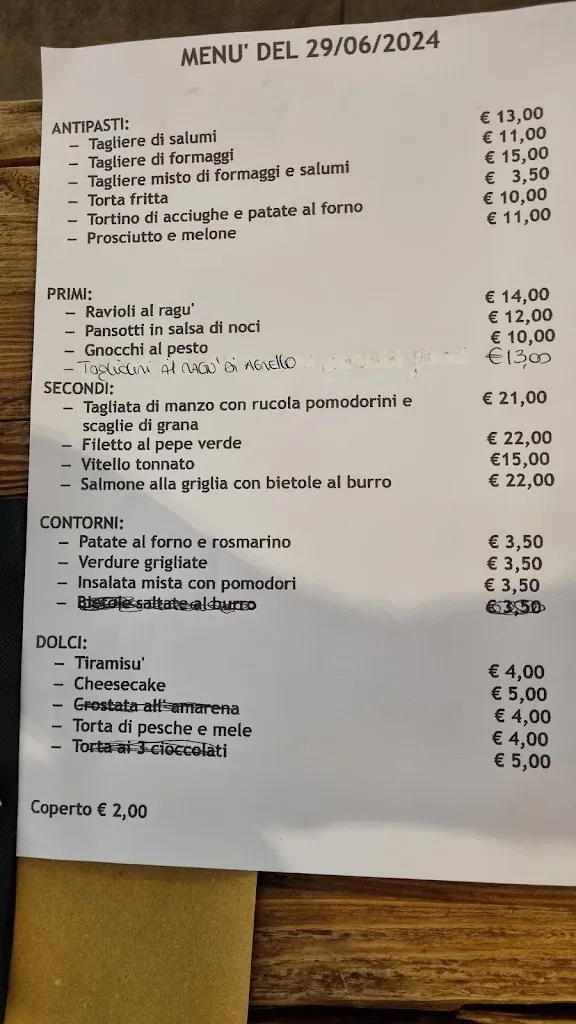 MENU' DEL 29/06/2024
ANTIPASTI:
– Tagliere di salumi € 13,00
– Tagliere di formaggi € 11,00
– Tagliere misto di formaggi e salumi € 15,00
– Torta fritta € 3,50
– Tortino di acciughe e patate al forno € 10,00
– Prosciutto e melone € 11,00
PRIMI:
– Ravioli al ragu' € 14,00
– Pansotti in salsa di noci € 12,00
– Gnocchi al pesto € 10,00
– Tagliolini Al RAGU' Di AGNELLO €13,00
SECONDI:
– Tagliata di manzo con rucola pomodorini e € 21,00
scaglie di grana
– Filetto al pepe verde € 22,00
– Vitello tonnato €15,00
– Salmone alla griglia con bietole al burro € 22,00
CONTORNI:
– Patate al forno e rosmarino € 3,50
– Verdure grigliate € 3,50
– Insalata mista con pomodori € 3,50
– Bietole saltate al burro € 3,50
DOLCI:
– Tiramisu' € 4,00
– Cheesecake € 5,00
– Crostata all'amarena € 4,00
– Torta di pesche e mele € 4,00
– Torta ai 3 cioccolati € 5,00
Coperto € 2,00